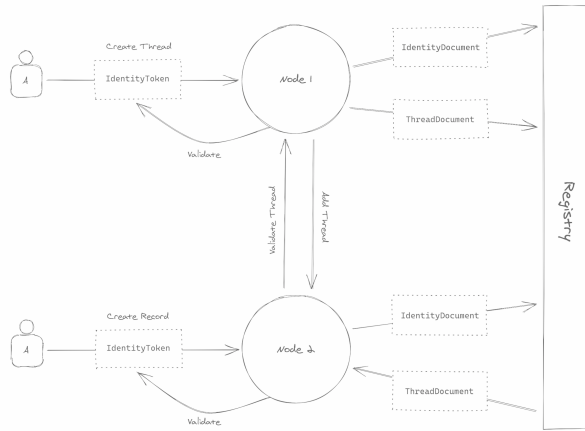 Create Thread
A
IdentityToken
Node 1
IdentityDocument
ThreadDocument
Validate
Validate Thread
Add Thread
Registry
Create Record
A
IdentityToken
Node 2
IdentityDocument
ThreadDocument
Validate